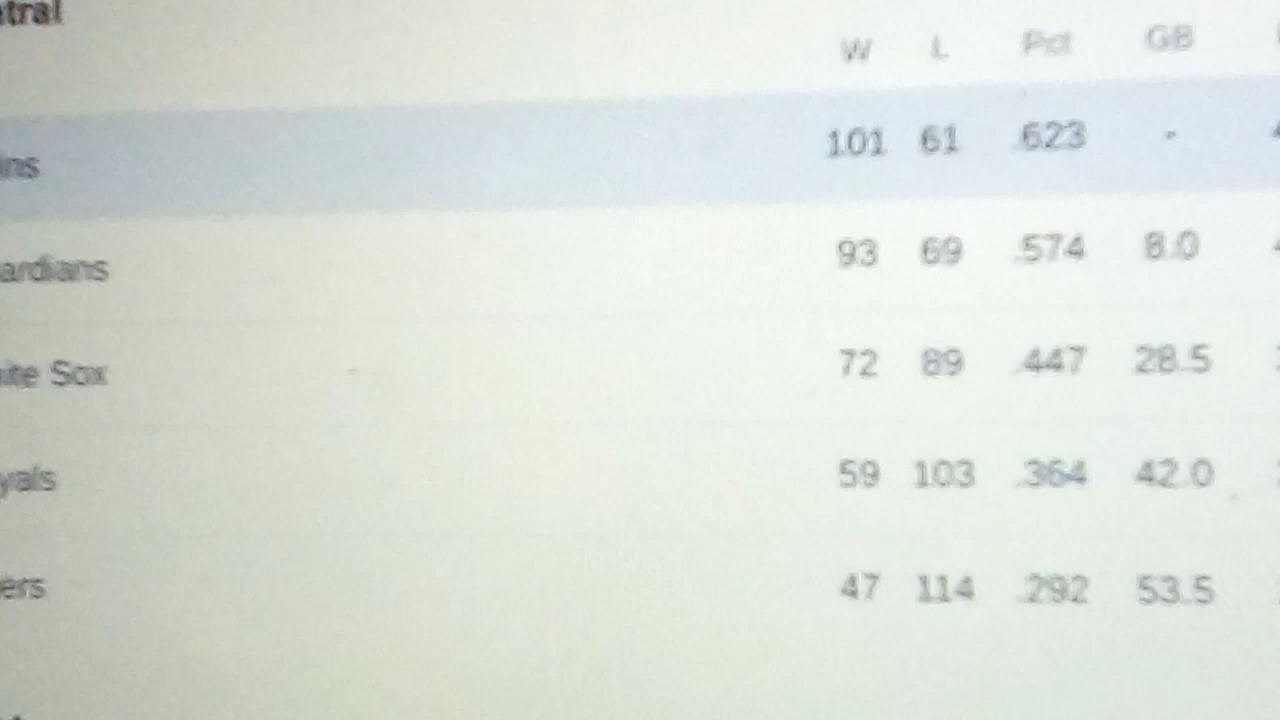 ntral
W L Pct GB
ins 101 61 .623 -
ardians 93 69 .574 8.0
ite Sox 72 89 .447 28.5
yals 59 103 .364 42.0
ers 47 114 .292 53.5